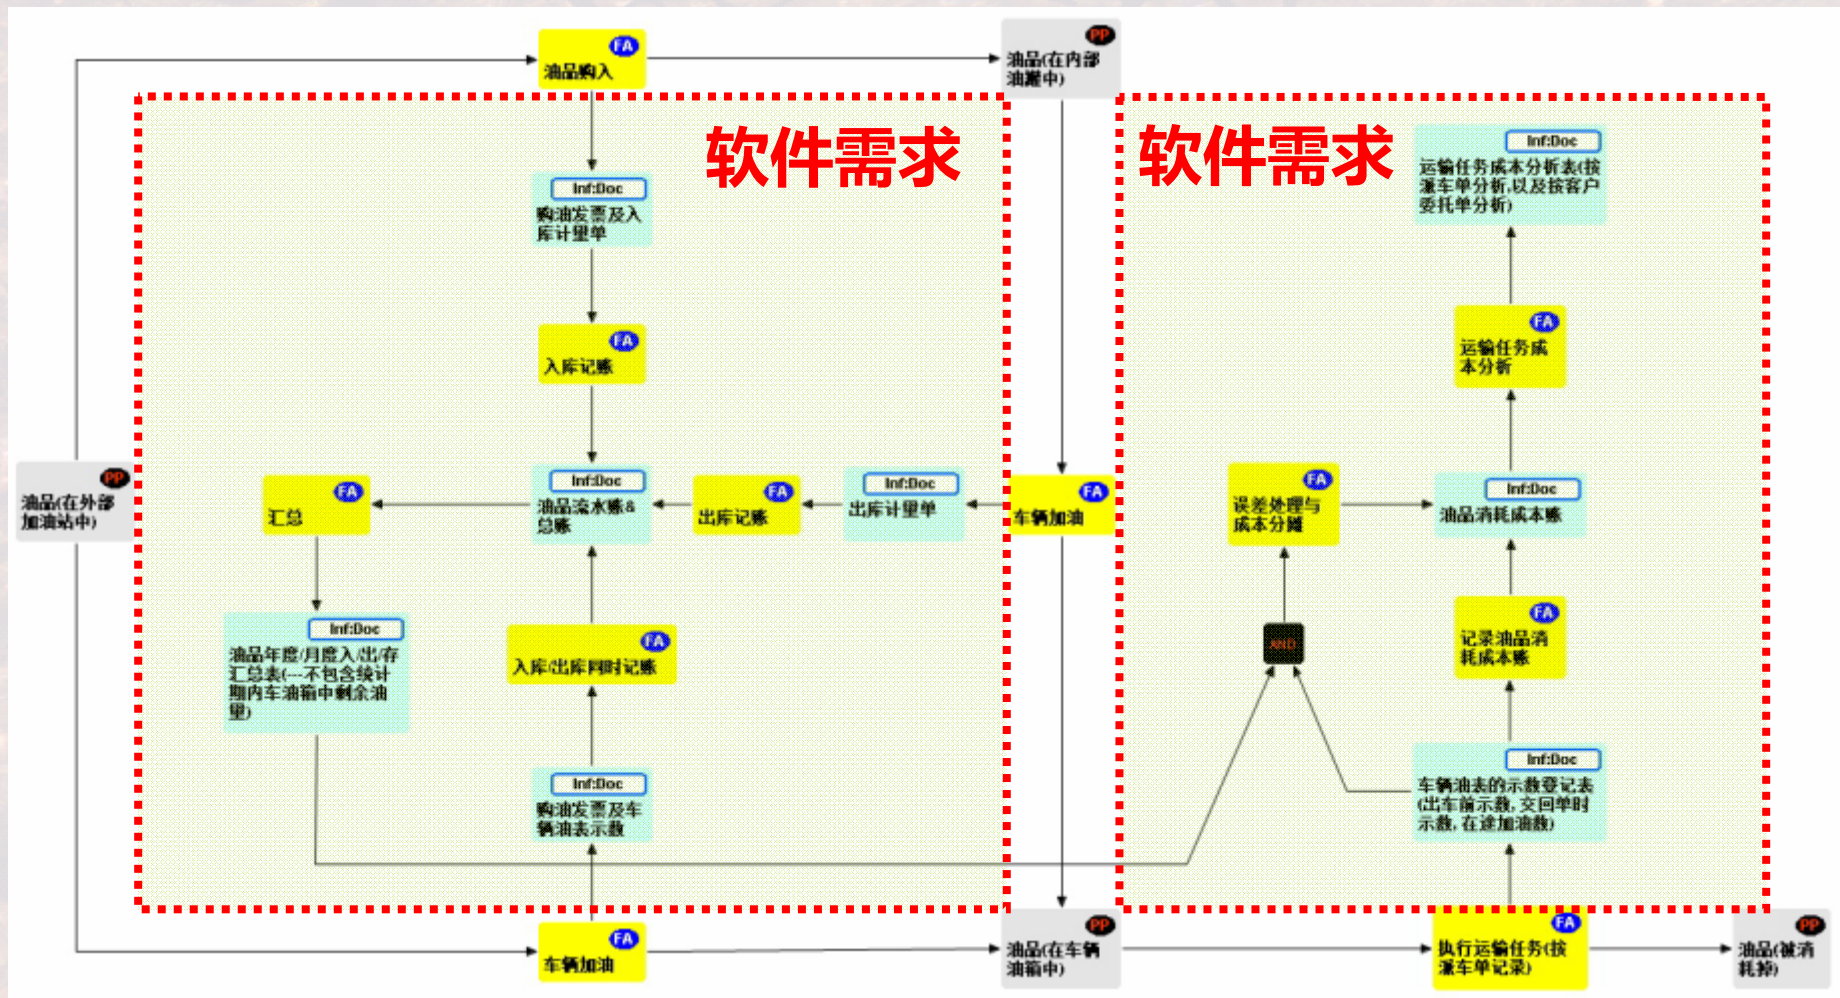 FA
油品购入
PP
油品(在内部
油罐中)
软件需求
软件需求
Inf:Doc
购油发票及入
库计量单
Inf:Doc
运输任务成本分析表(按
派车单分析,以及按客户
委托单分析)
FA
入库记账
FA
运输任务成
本分析
PP
油品(在外部
加油站中)
FA
汇总
Inf:Doc
油品流水账&
总账
FA
出库记账
Inf:Doc
出库计量单
FA
车辆加油
FA
误差处理与
成本分摊
Inf:Doc
油品消耗成本账
Inf:Doc
油品年度/月度入/出/存
汇总表(---不包含统计
期内车油箱中剩余油
量)
FA
入库/出库同时记账
AND
FA
记录油品消
耗成本账
Inf:Doc
购油发票及车
辆油表示数
Inf:Doc
车辆油表的示数登记表
(出车前示数,交回单时
示数,在途加油数)
FA
车辆加油
PP
油品(在车辆
油箱中)
FA
执行运输任务(按
派车单记录)
PP
油品(被消
耗掉)